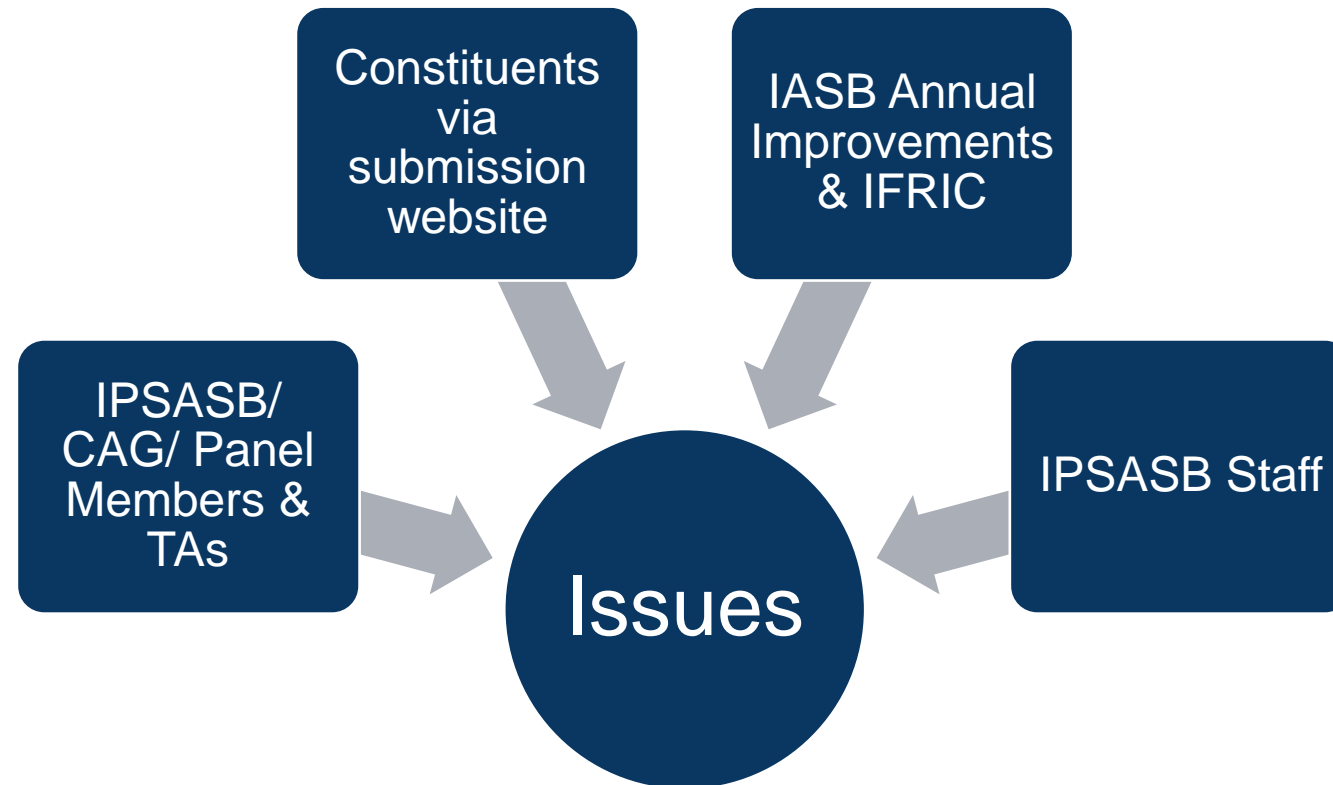 Constituents
via
submission
website
IASB Annual
Improvements
& IFRIC
IPSASB/
CAG/ Panel
Members &
TAs
IPSASB Staff
Issues